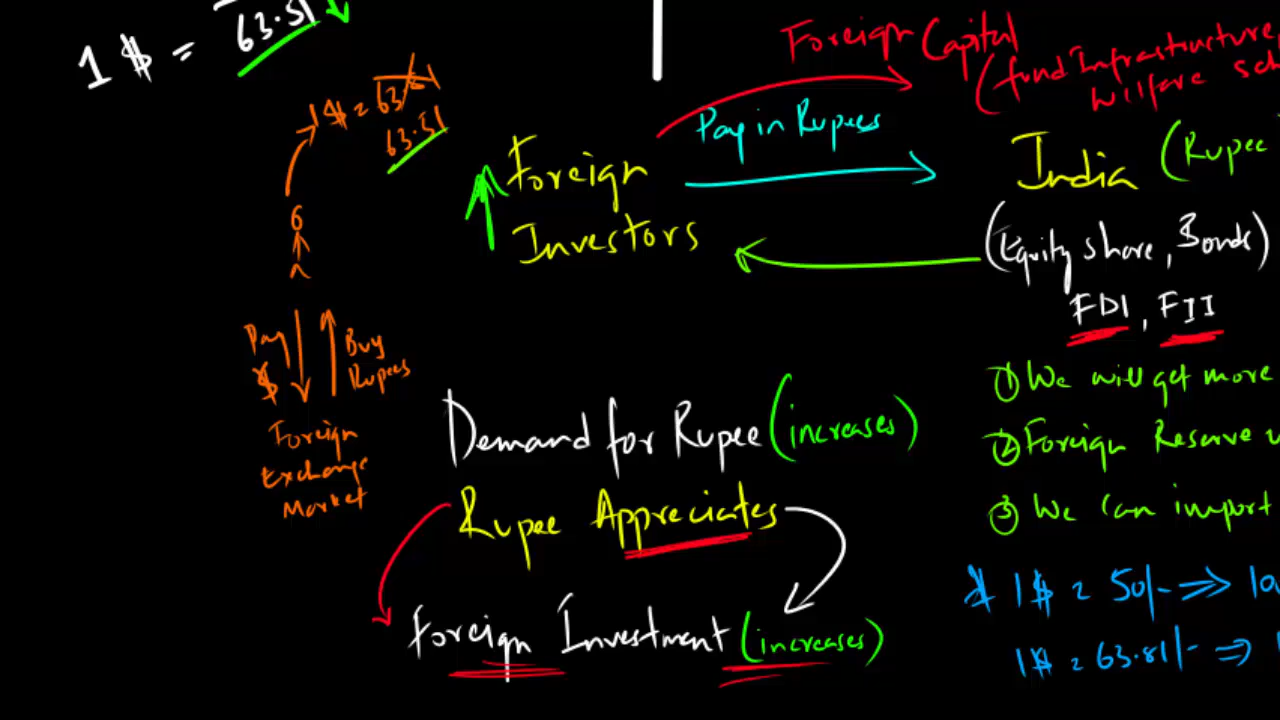 1 $ = 63.51
1$ = 63.81
63.51
Foreign Capital
(fund Infrastructure,
Willfare
Pay in Rupees
Foreign
Investors
India (Rupee
(Equity share, Bonds)
FDI, FII
6
Pay $
Buy Rupees
Foreign
Exchange
Market
① We will get more
② Foreign Reserve
③ We Can import
Demand for Rupee (increases)
Rupee Appreciates
Foreign Investment (increases)
1$ = 50/- ⇒
1$ = 63.81/- ⇒